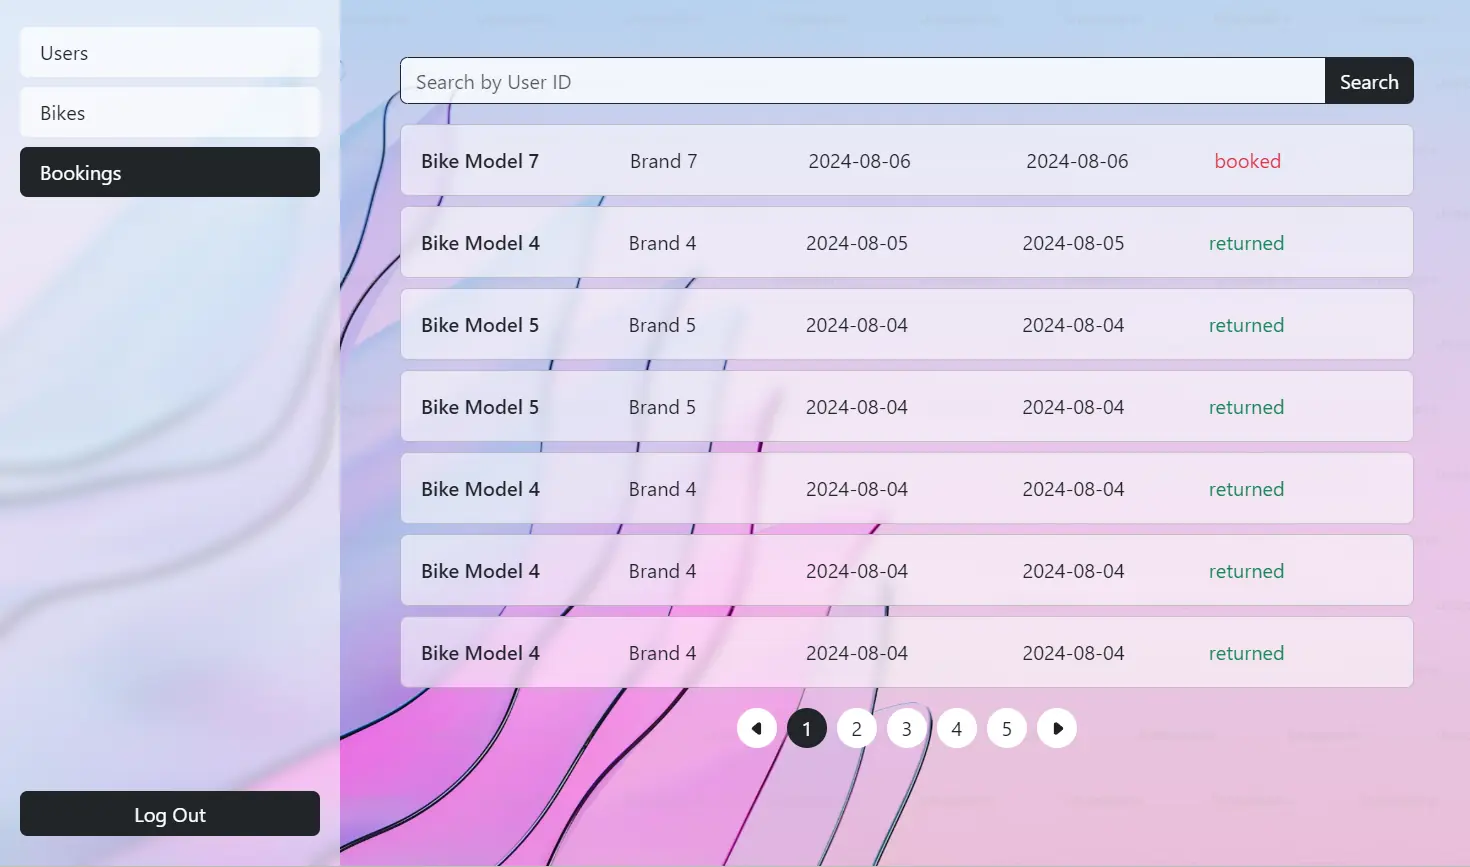 Users
Bikes
Bookings
Log Out
Search by User ID Search
Bike Model 7 Brand 7 2024-08-06 2024-08-06 booked
Bike Model 4 Brand 4 2024-08-05 2024-08-05 returned
Bike Model 5 Brand 5 2024-08-04 2024-08-04 returned
Bike Model 5 Brand 5 2024-08-04 2024-08-04 returned
Bike Model 4 Brand 4 2024-08-04 2024-08-04 returned
Bike Model 4 Brand 4 2024-08-04 2024-08-04 returned
Bike Model 4 Brand 4 2024-08-04 2024-08-04 returned
1 2 3 4 5